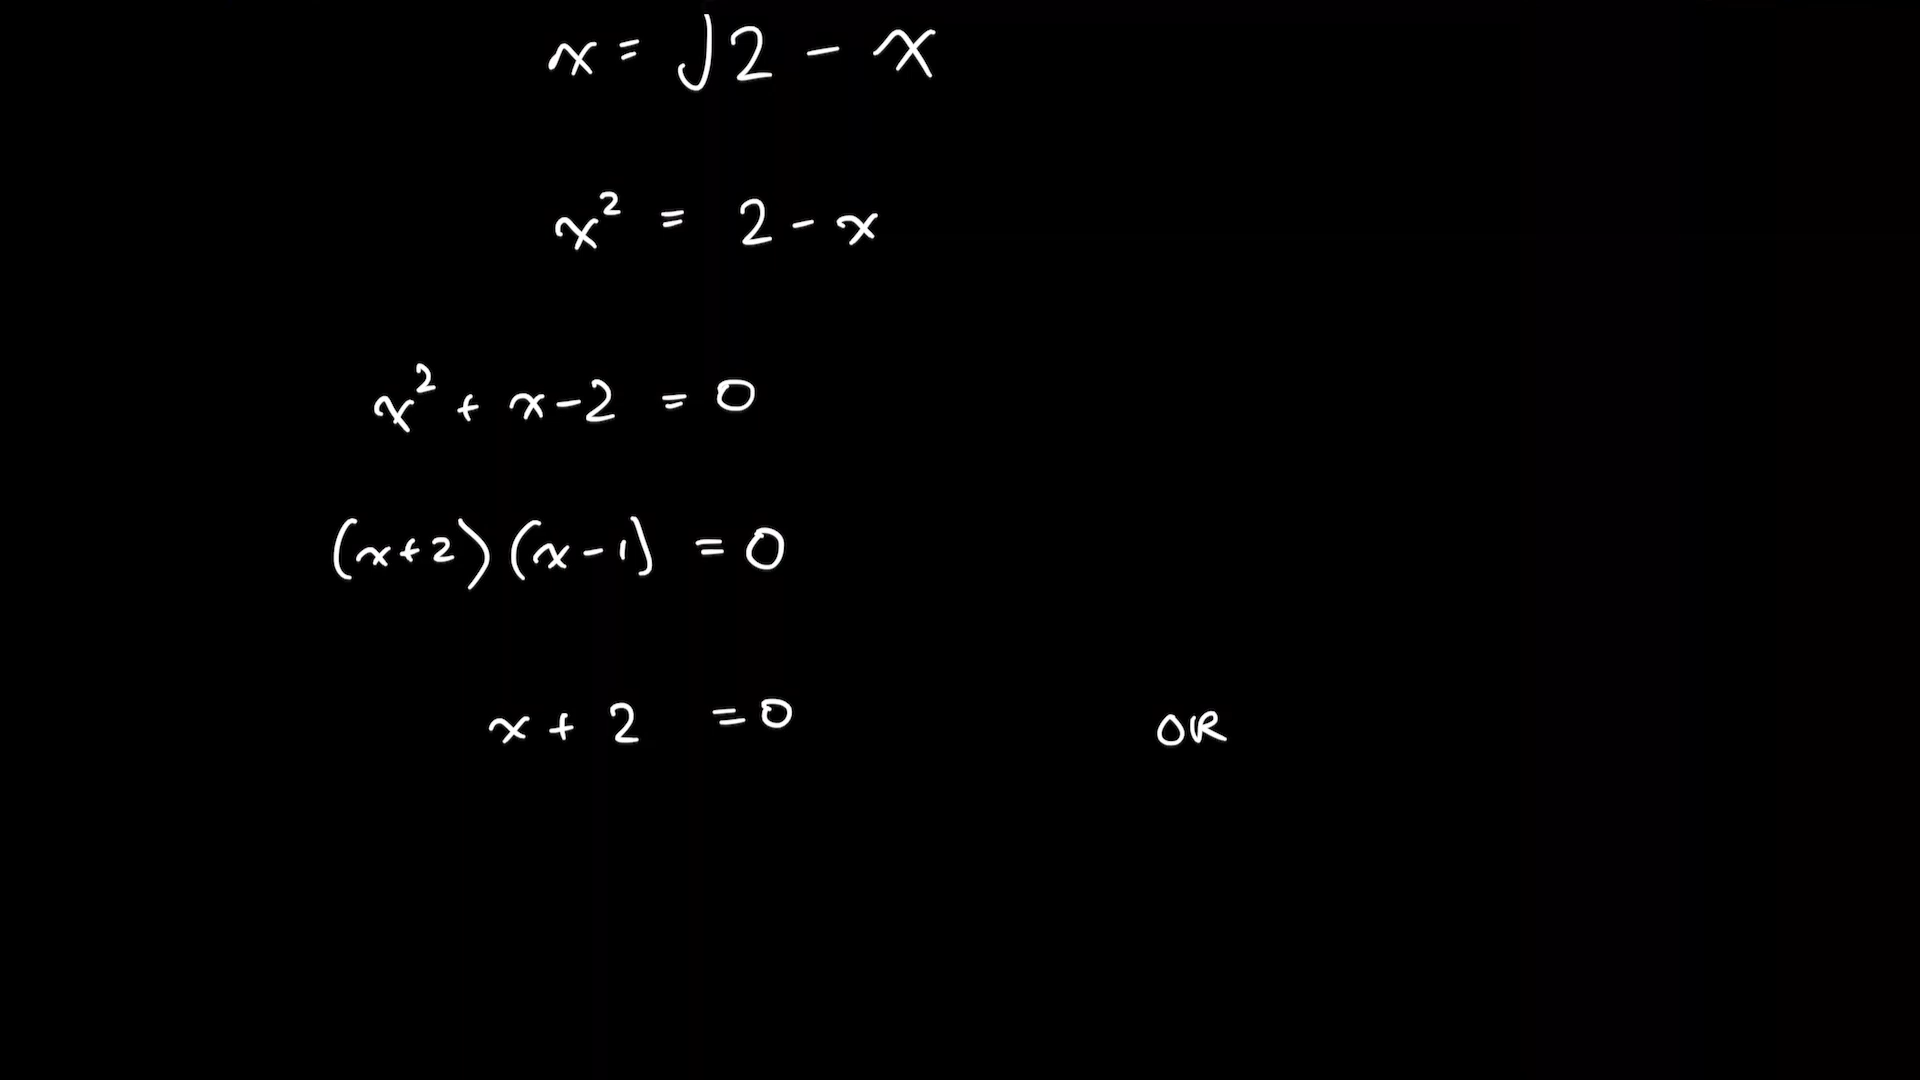 x = √2 - x
x² = 2 - x
x² + x - 2 = 0
(x+2)(x-1) = 0
x + 2 = 0 OR